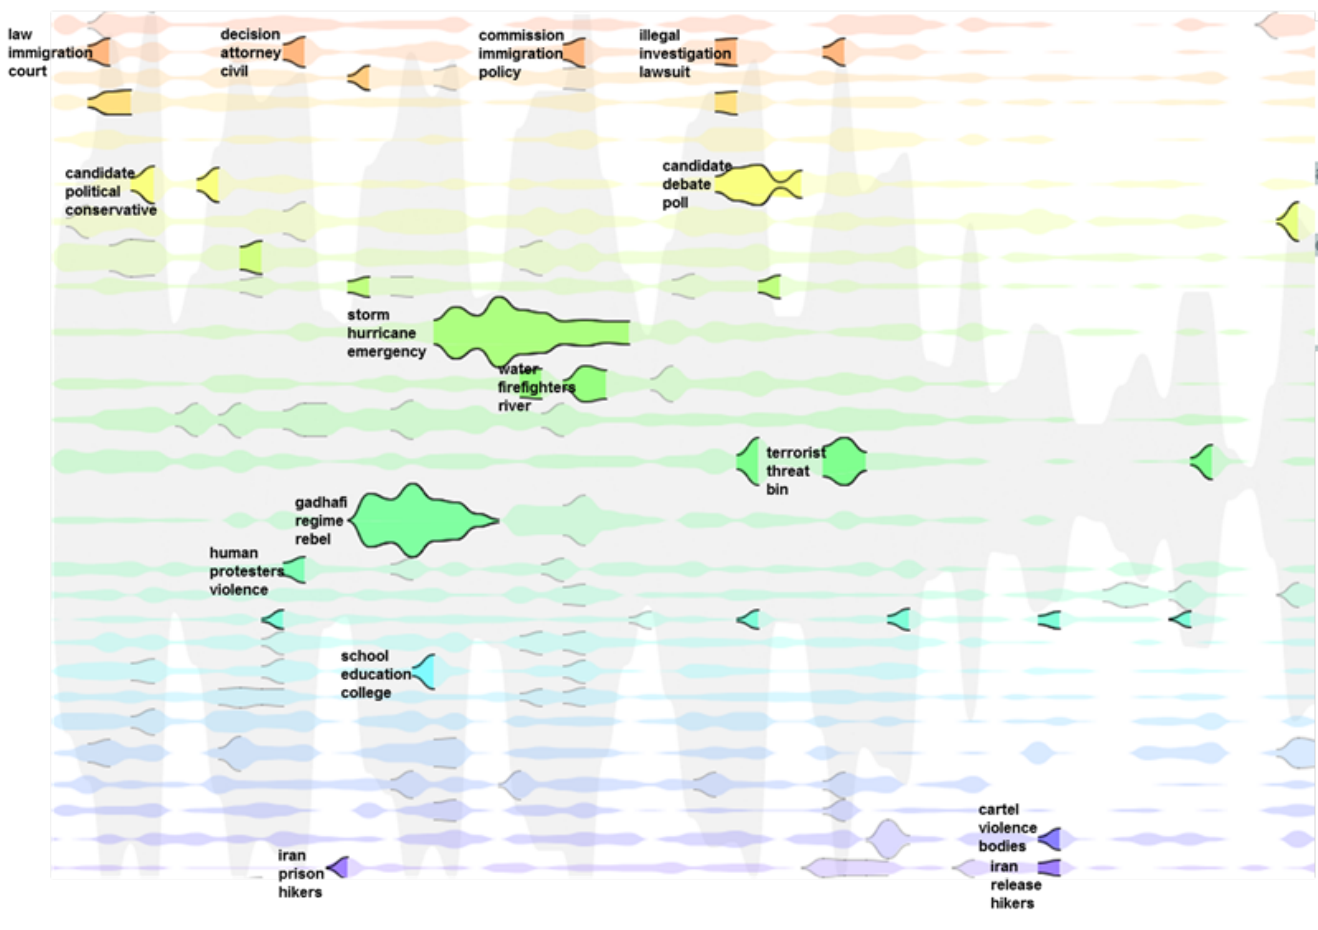 law
immigration
court
decision
attorney
civil
commission
immigration
policy
illegal
investigation
lawsuit
candidate
political
conservative
candidate
debate
poll
storm
hurricane
emergency
water
firefighters
river
terrorist
threat
bin
gadhafi
regime
rebel
human
protesters
violence
school
education
college
cartel
violence
bodies
iran
prison
hikers
iran
release
hikers